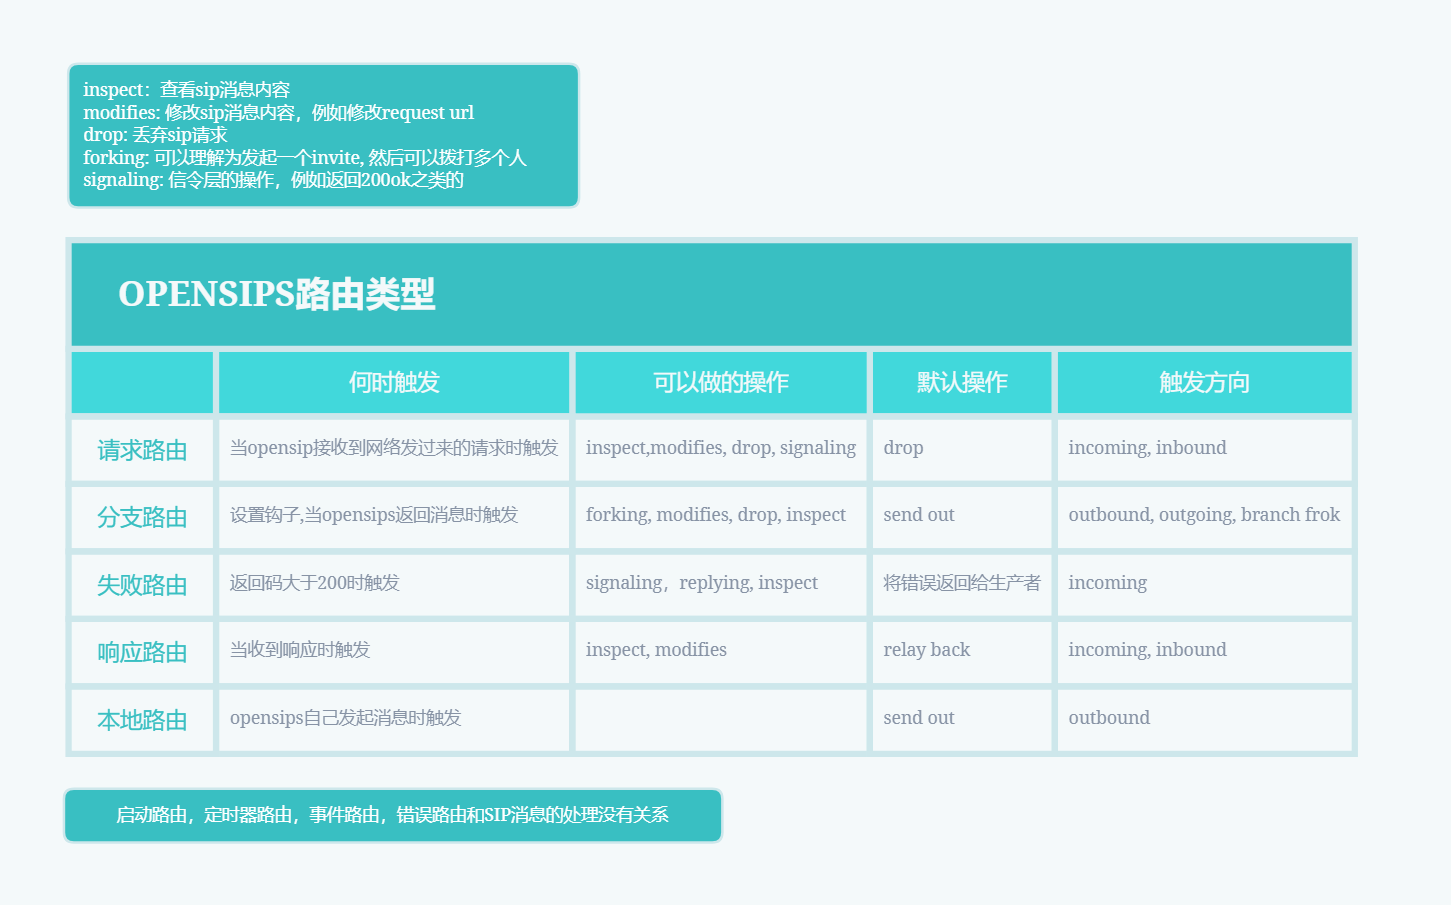 inspect：查看sip消息内容
modifies: 修改sip消息内容，例如修改request url
drop: 丢弃sip请求
forking: 可以理解为发起一个invite, 然后可以拨打多个人
signaling: 信令层的操作，例如返回200ok之类的
OPENSIPS路由类型
何时触发 可以做的操作 默认操作 触发方向
请求路由 当opensip接收到网络发过来的请求时触发 inspect,modifies, drop, signaling drop incoming, inbound
分支路由 设置钩子,当opensips返回消息时触发 forking, modifies, drop, inspect send out outbound, outgoing, branch frok
失败路由 返回码大于200时触发 signaling，replying, inspect 将错误返回给生产者 incoming
响应路由 当收到响应时触发 inspect, modifies relay back incoming, inbound
本地路由 opensips自己发起消息时触发 send out outbound
启动路由，定时器路由，事件路由，错误路由和SIP消息的处理没有关系